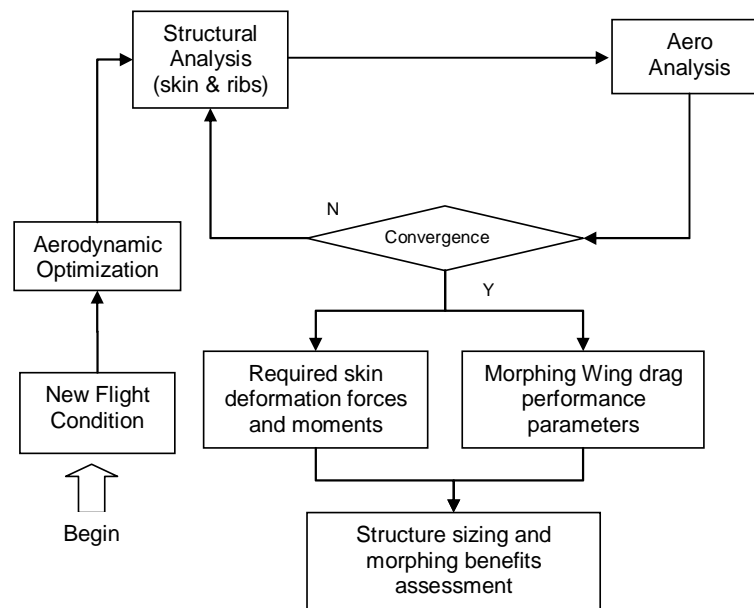 Structural
Analysis
(skin & ribs)
Aero
Analysis
N
Convergence
Aerodynamic
Optimization
Y
New Flight
Condition
Required skin
deformation forces
and moments
Morphing Wing drag
performance
parameters
Begin
Structure sizing and
morphing benefits
assessment